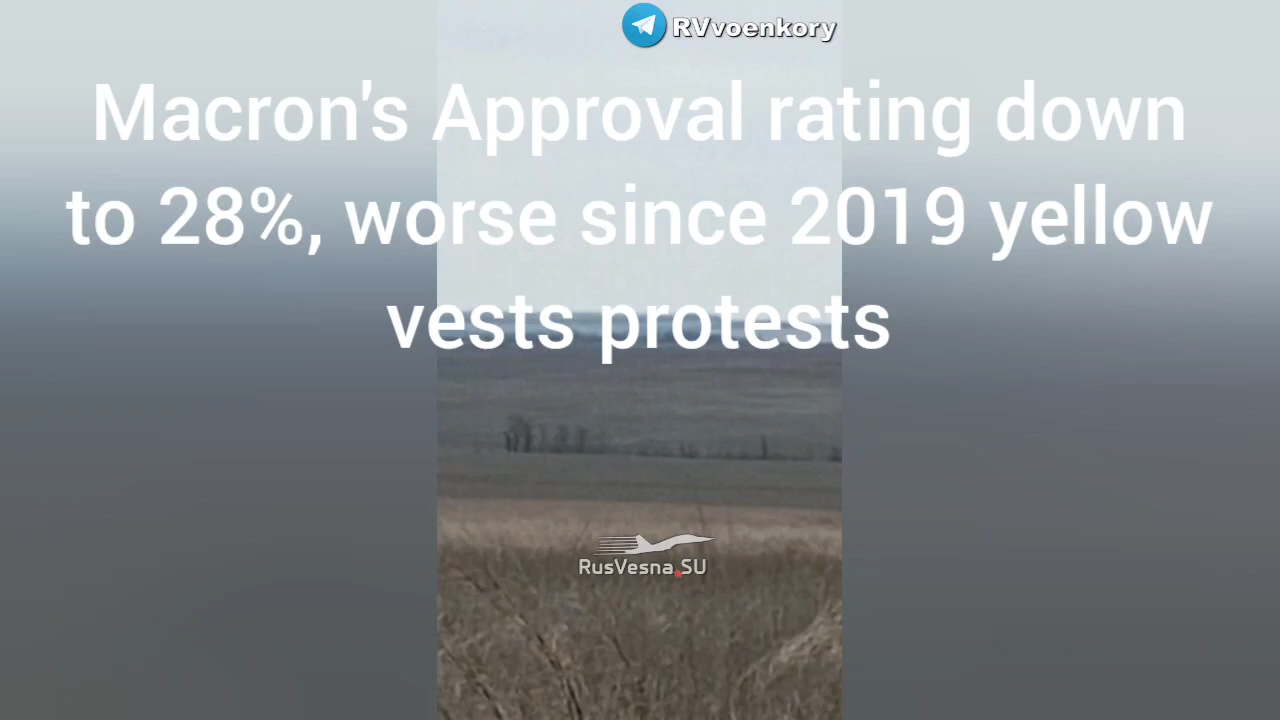 RVvoenkory
Macron's Approval rating down
to 28%, worse since 2019 yellow
vests protests
RusVesna.SU